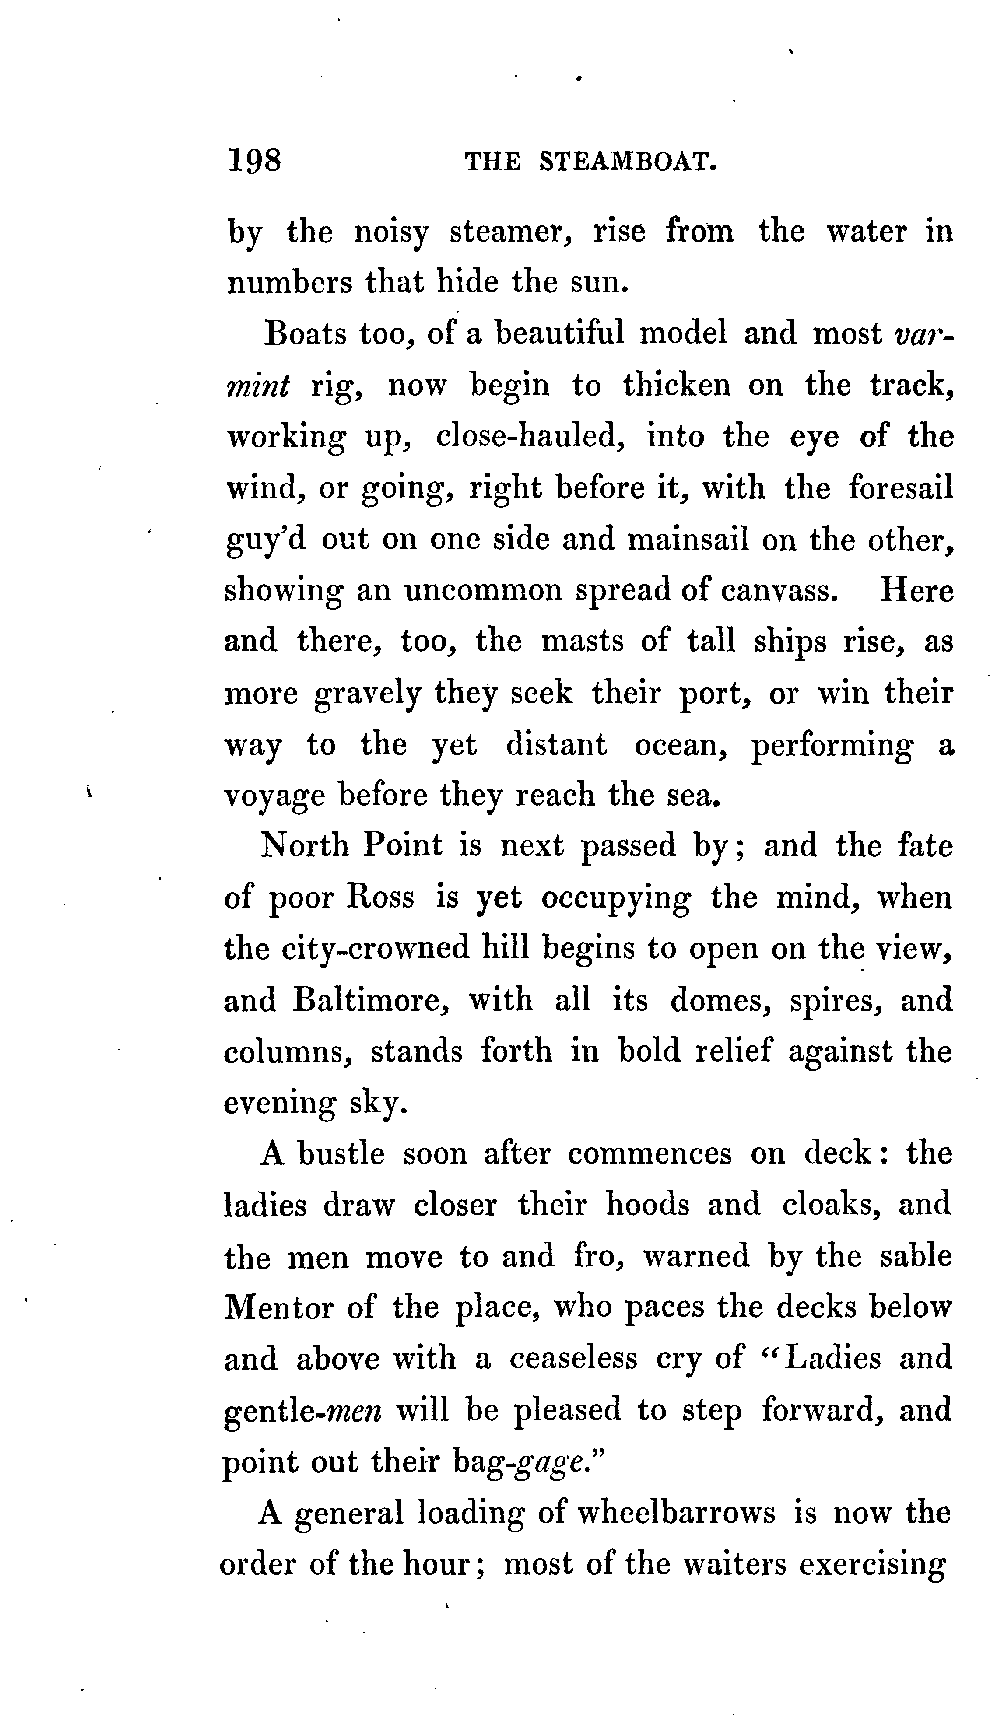 198 THE STEAMBOAT.
by the noisy steamer, rise from the water in
numbers that hide the sun.
Boats too, of a beautiful model and most var-
mint rig, now begin to thicken on the track,
working up, close-hauled, into the eye of the
wind, or going, right before it, with the foresail
guy'd out on one side and mainsail on the other,
showing an uncommon spread of canvass. Here
and there, too, the masts of tall ships rise, as
more gravely they seek their port, or win their
way to the yet distant ocean, performing a
voyage before they reach the sea.
North Point is next passed by; and the fate
of poor Ross is yet occupying the mind, when
the city-crowned hill begins to open on the view,
and Baltimore, with all its domes, spires, and
columns, stands forth in bold relief against the
evening sky.
A bustle soon after commences on deck: the
ladies draw closer their hoods and cloaks, and
the men move to and fro, warned by the sable
Mentor of the place, who paces the decks below
and above with a ceaseless cry of “Ladies and
gentle-men will be pleased to step forward, and
point out their bag-gage.”
A general loading of wheelbarrows is now the
order of the hour; most of the waiters exercising